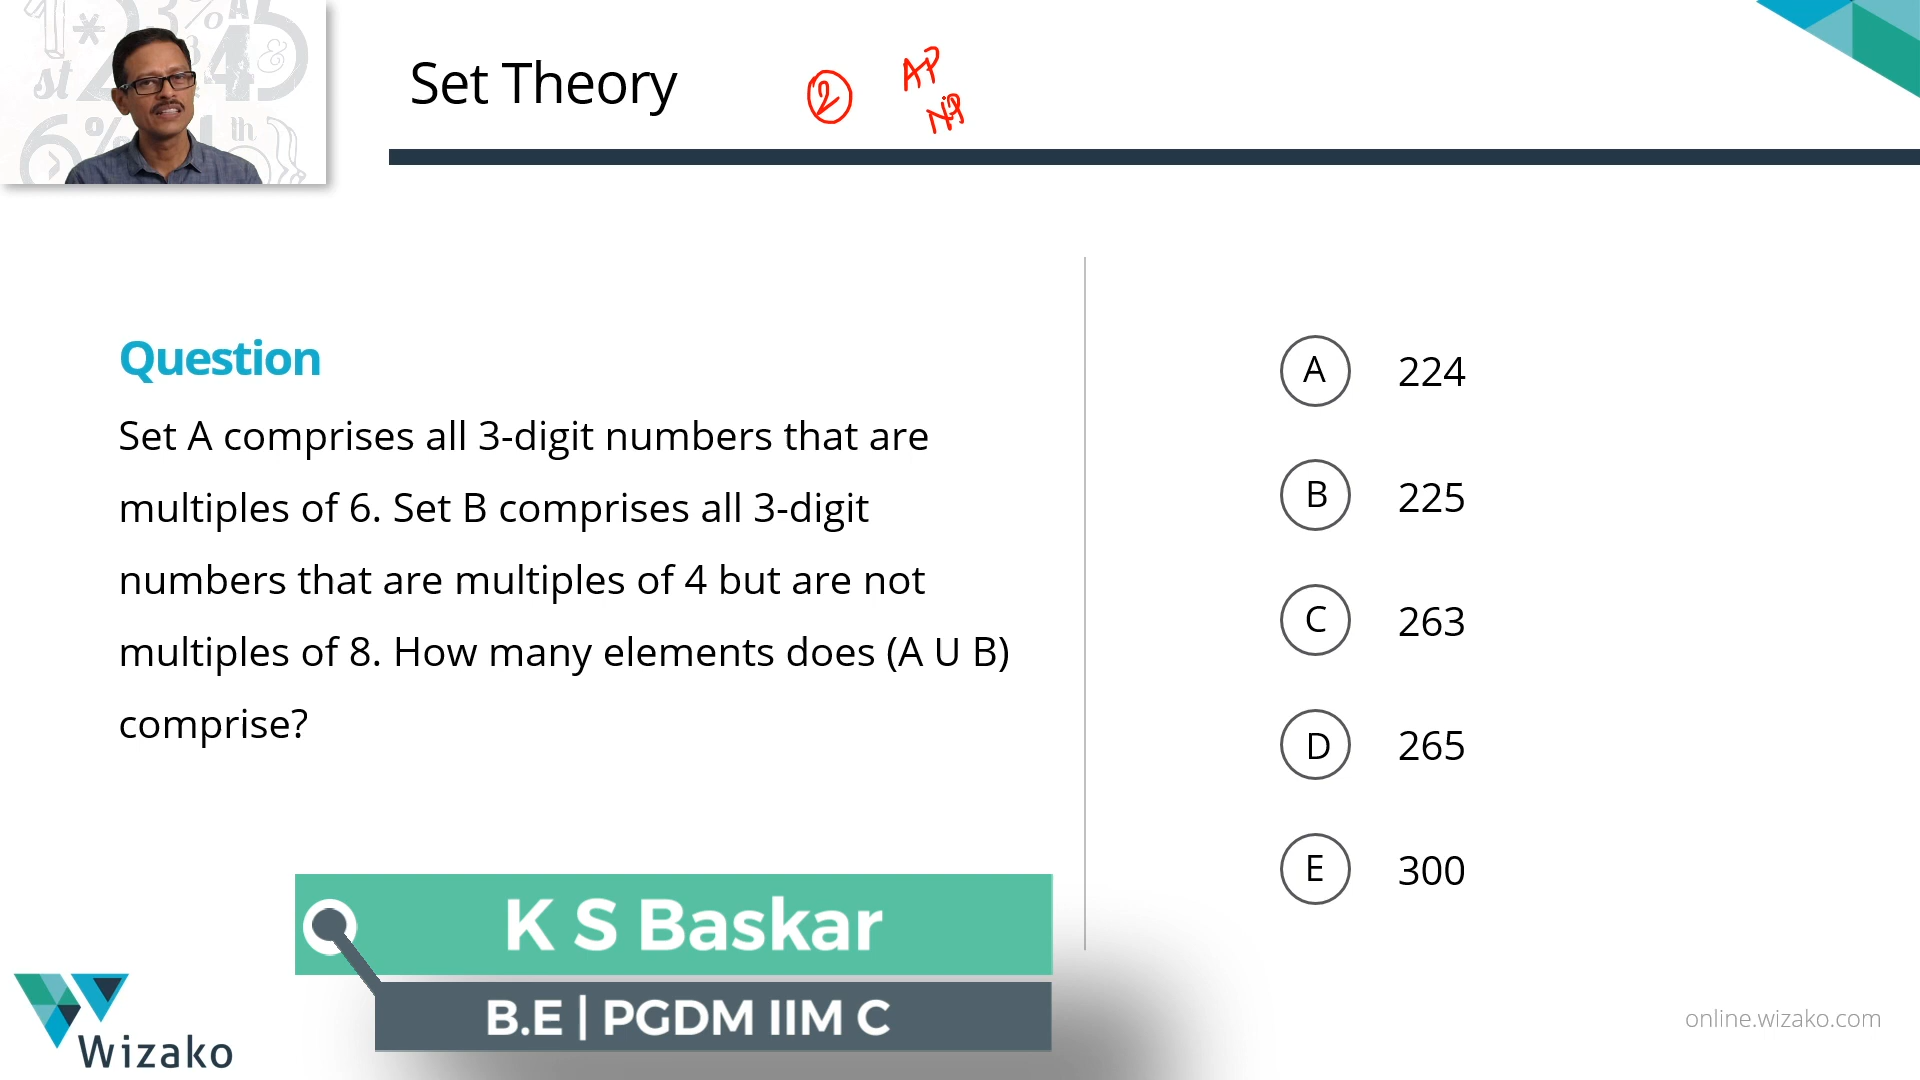 Set Theory
2
AP
Question
Set A comprises all 3-digit numbers that are
multiples of 6. Set B comprises all 3-digit
numbers that are multiples of 4 but are not
multiples of 8. How many elements does (A U B)
comprise?
A 224
B 225
C 263
D 265
E 300
K S Baskar
B.E | PGDM IIM C
Wizako
online.wizako.com